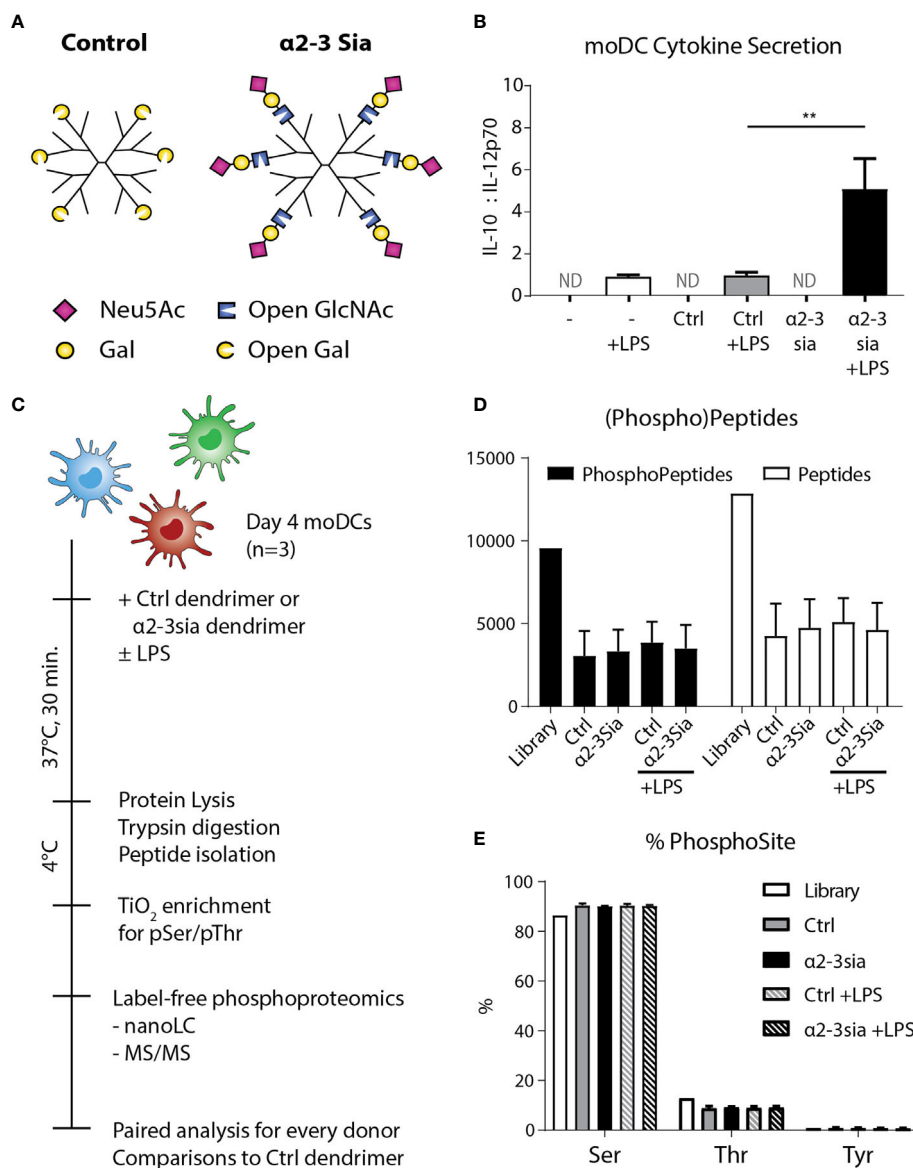 A
Control
α2-3 Sia
Neu5Ac
Open GlcNAc
Gal
Open Gal
B
moDC Cytokine Secretion
IL-10 : IL-12p70
10
8
6
4
2
0
**
ND
ND
ND
-
-
+LPS
Ctrl
Ctrl
+LPS
α2-3
sia
α2-3
sia
+LPS
C
Day 4 moDCs
(n=3)
+ Ctrl dendrimer or
α2-3sia dendrimer
± LPS
37°C, 30 min.
Protein Lysis
Trypsin digestion
Peptide isolation
4°C
TiO2 enrichment
for pSer/pThr
Label-free phosphoproteomics
- nanoLC
- MS/MS
Paired analysis for every donor
Comparisons to Ctrl dendrimer
D
(Phospho)Peptides
15000
10000
5000
0
PhosphoPeptides
Peptides
Library
Ctrl
α2-3Sia
Ctrl
α2-3Sia
+LPS
Library
Ctrl
α2-3Sia
Ctrl
α2-3Sia
+LPS
E
% PhosphoSite
%
100
80
60
40
20
0
Library
Ctrl
α2-3sia
Ctrl +LPS
α2-3sia +LPS
Ser
Thr
Tyr